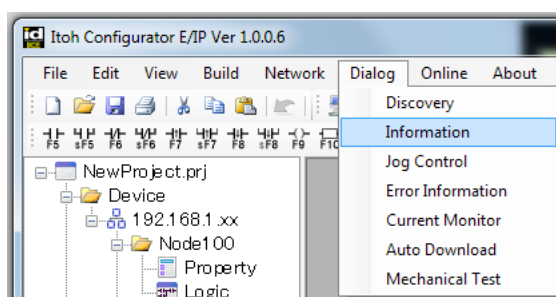 Itoh Configurator E/IP Ver 1.0.0.6
File Edit View Build Network Dialog Online About
F5 sF5 F6 sF6 F7 sF7 F8 sF8 F9 F10
Discovery
Information
Jog Control
Error Information
Current Monitor
Auto Download
Mechanical Test
NewProject.prj
Device
192.168.1.xx
Node100
Property
Logic